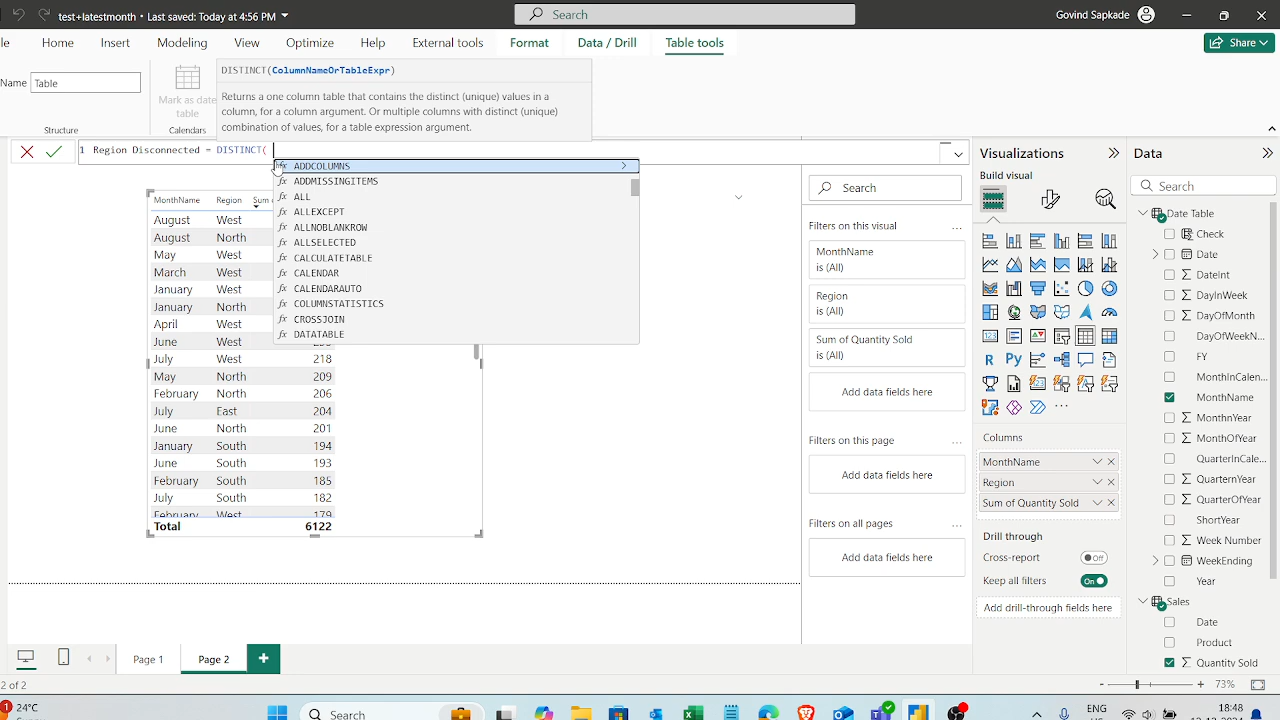 test+latest • Last saved: Today at 4:56 PM
Search
Govind Sarkade
le Home Insert Modeling View Optimize Help External tools Format Data / Drill Table tools
Share
Name Table
Mark as date
table
Structure
Calendars
DISTINCT(ColumnNameOrTableExpr)
Returns a one column table that contains the distinct (unique) values in a
column, for a column argument. Or multiple columns with distinct (unique)
combination of values, for a table expression argument.
1 Region Disconnected = DISTINCT(
ADDCOLUMNS
ADDMISSINGITEMS
ALL
ALLEXCEPT
ALLNOBLANKROW
ALLSELECTED
CALCULATETABLE
CALENDAR
CALENDARAUTO
COLUMNSTATISTICS
CROSSJOIN
DATATABLE
MonthName Region Sum
August West
August North
May West
March West
January West
January North
April West
June West
July West 218
May North 209
February North 206
July East 204
June North 201
January South 194
June South 193
February South 185
July South 182
February West 179
Total 6122
Search
Filters on this visual ...
MonthName
is (All)
Region
is (All)
Sum of Quantity Sold
is (All)
Add data fields here
Filters on this page ...
Add data fields here
Filters on all pages ...
Add data fields here
Visualizations
Build visual
R Py
Columns
MonthName
Region
Sum of Quantity Sold
Drill through
Cross-report Off
Keep all filters On
Add drill-through fields here
Data
Search
Date Table
Check
Date
DateInt
DayInWeek
DayOfMonth
DayOfWeekN...
FY
MonthInCalen...
MonthName
MonthnYear
MonthOfYear
QuarterInCale...
QuarternYear
QuarterOfYear
ShortYear
Week Number
WeekEnding
Year
Sales
Date
Product
Quantity Sold
Page 1 Page 2
2 of 2
73%
1
24°C
Search
ENG
18:48